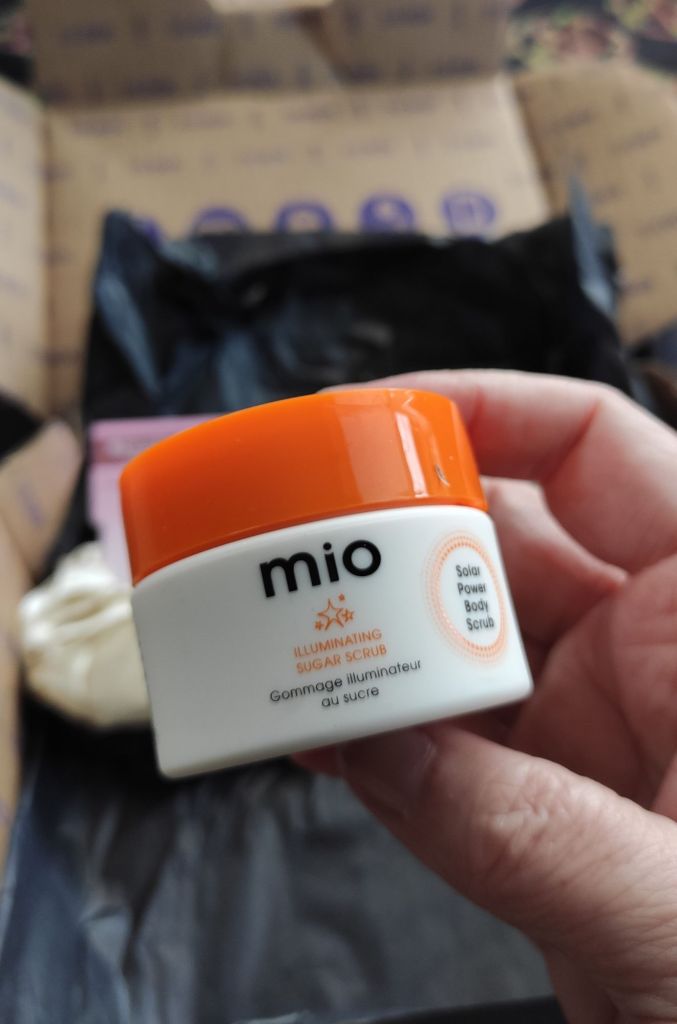 mio
ILLUMINATING
SUGAR SCRUB
Gommage illuminateur
au sucre
Solar
Power
Body
Scrub